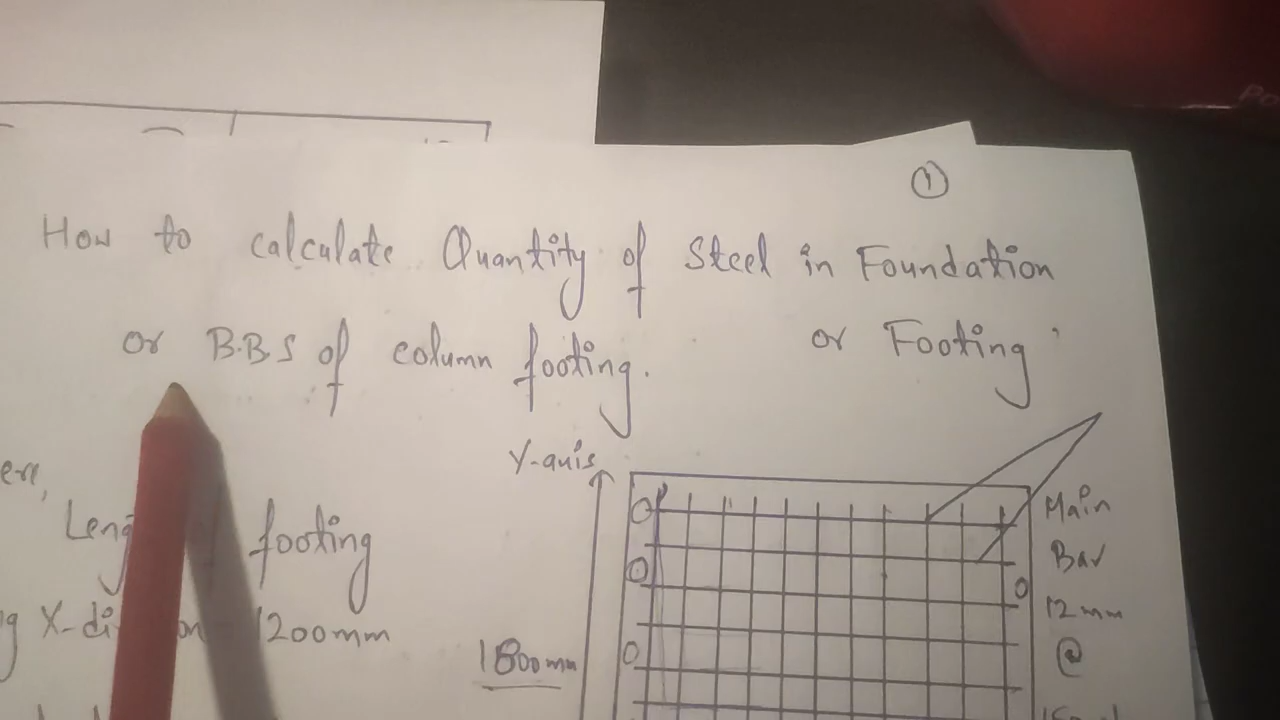 ①
How to calculate Quantity of Steel in Foundation
or Footing
or B.B.S of column footing.
Y-axis
footing
1200mm
1800mm
Main
Bar
12mm
@